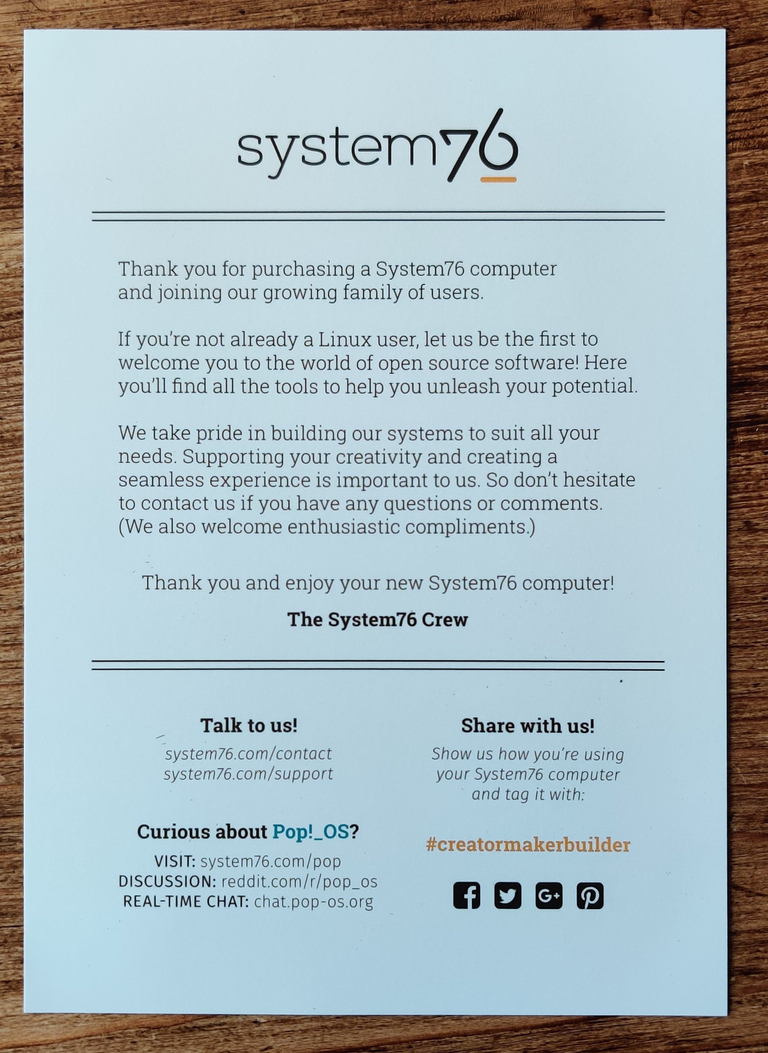 system76
Thank you for purchasing a System76 computer
and joining our growing family of users.
If you're not already a Linux user, let us be the first to
welcome you to the world of open source software! Here
you'll find all the tools to help you unleash your potential.
We take pride in building our systems to suit all your
needs. Supporting your creativity and creating a
seamless experience is important to us. So don't hesitate
to contact us if you have any questions or comments.
(We also welcome enthusiastic compliments.)
Thank you and enjoy your new System76 computer!
The System76 Crew
Talk to us!
system76.com/contact
system76.com/support
Curious about Pop!_OS?
VISIT: system76.com/pop
DISCUSSION: reddit.com/r/pop_os
REAL-TIME CHAT: chat.pop-os.org
Share with us!
Show us how you're using
your System76 computer
and tag it with:
#creatormakerbuilder